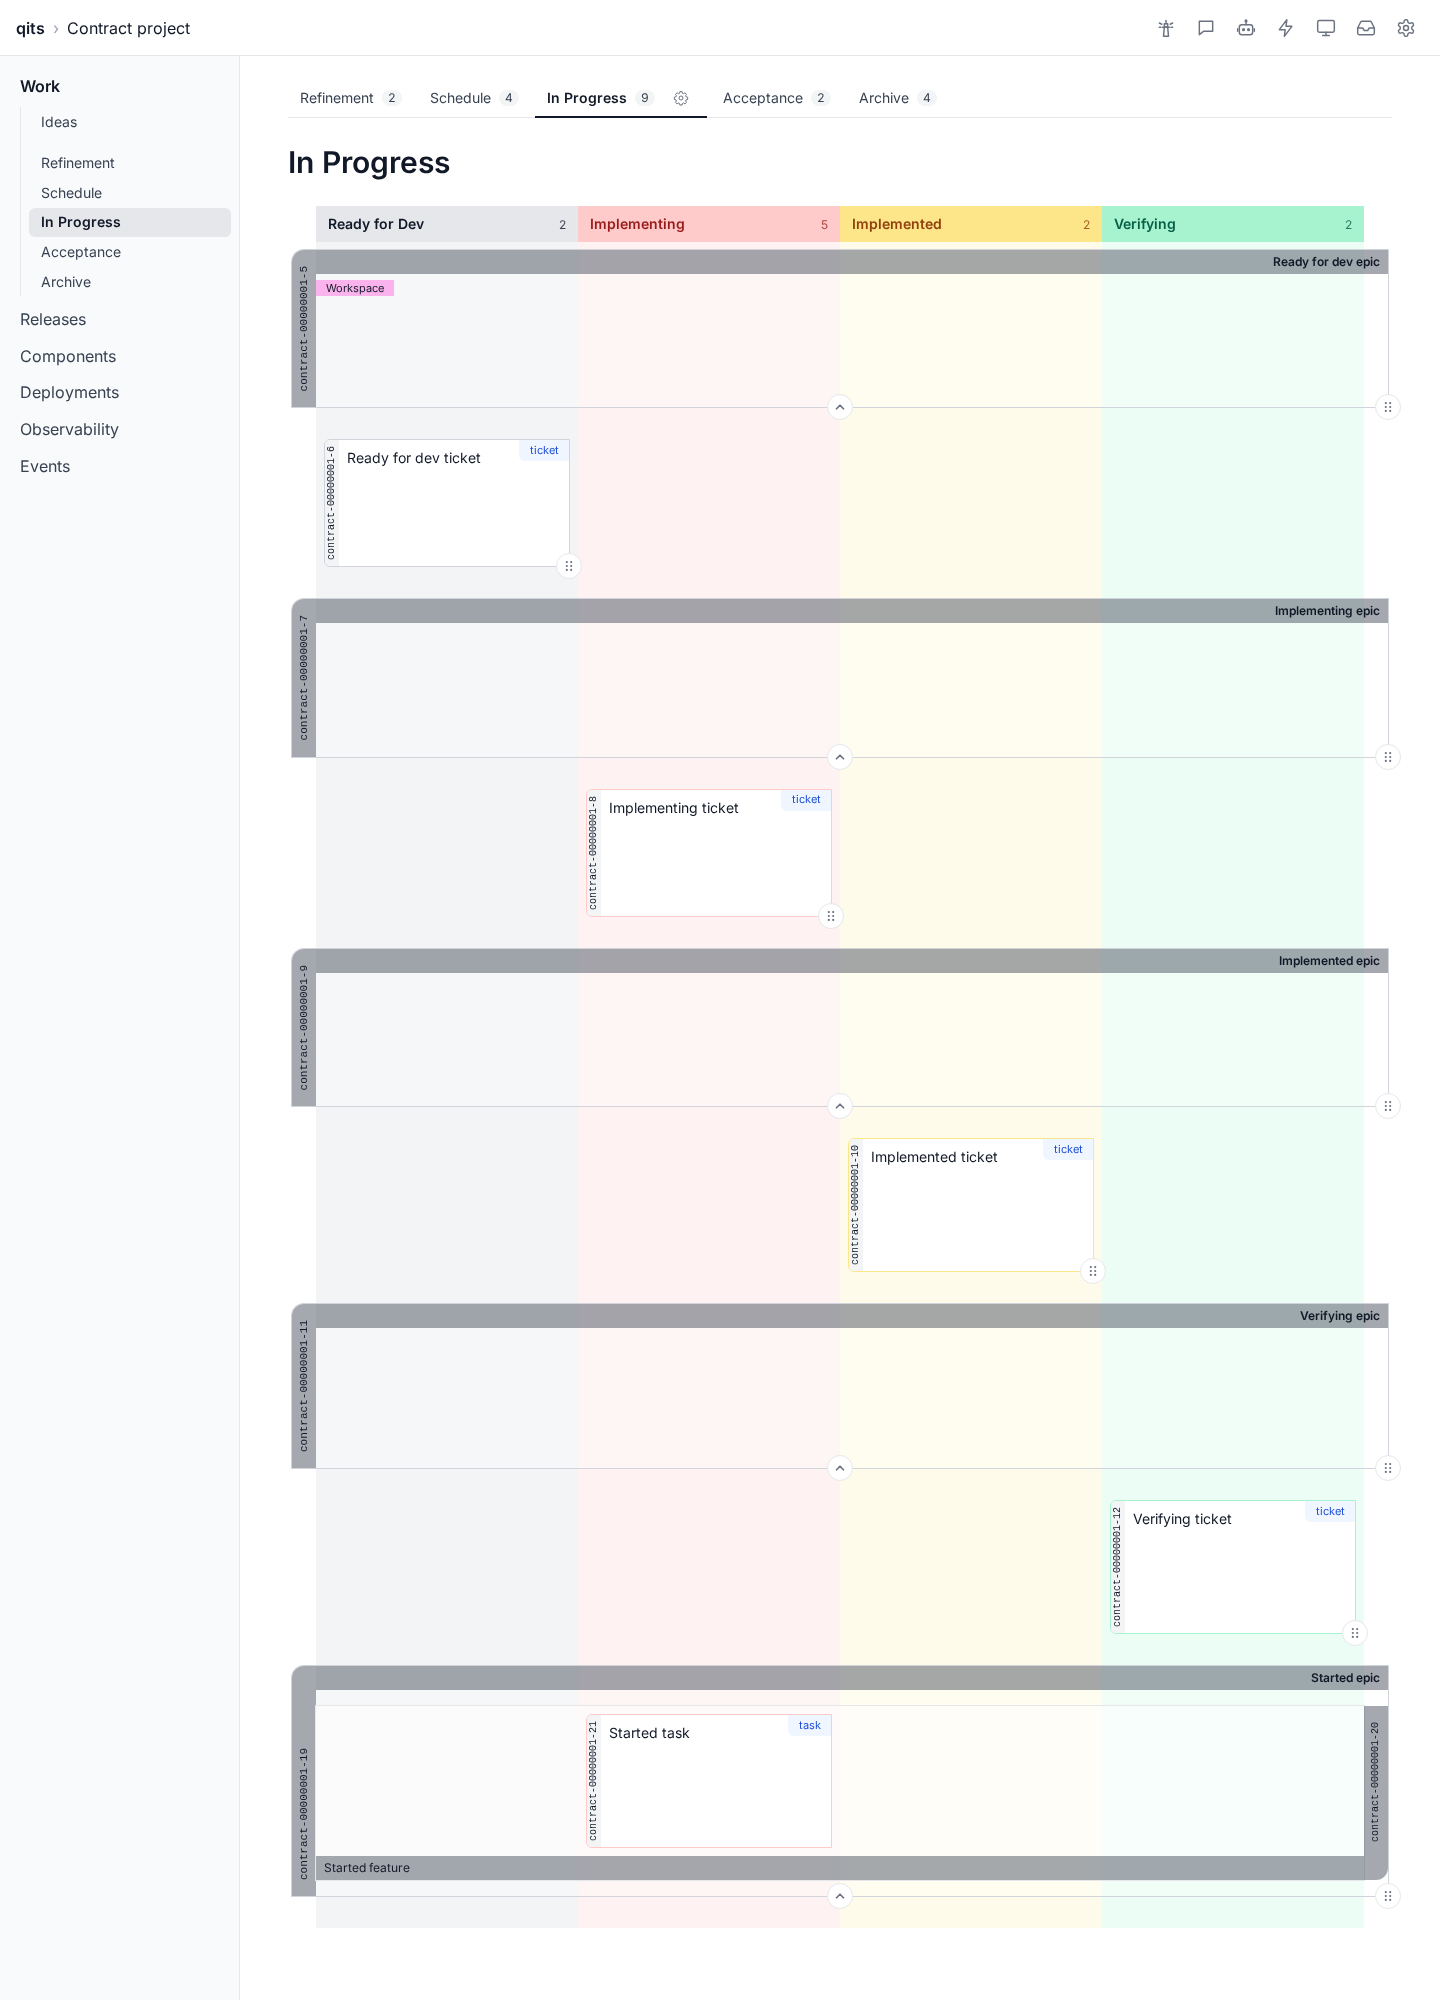 qits › Contract project
Work
Ideas
Refinement
Schedule
In Progress
Acceptance
Archive
Releases
Components
Deployments
Observability
Events
Refinement 2
Schedule 4
In Progress 9
Acceptance 2
Archive 4
In Progress
Ready for Dev 2
Implementing 5
Implemented 2
Verifying 2
contract-00000001-5
Ready for dev epic
Workspace
contract-00000001-6
Ready for dev ticket
ticket
contract-00000001-7
Implementing epic
contract-00000001-8
Implementing ticket
ticket
contract-00000001-9
Implemented epic
contract-00000001-10
Implemented ticket
ticket
contract-00000001-11
Verifying epic
contract-00000001-12
Verifying ticket
ticket
contract-00000001-19
Started epic
contract-00000001-21
Started task
task
contract-00000001-20
Started feature